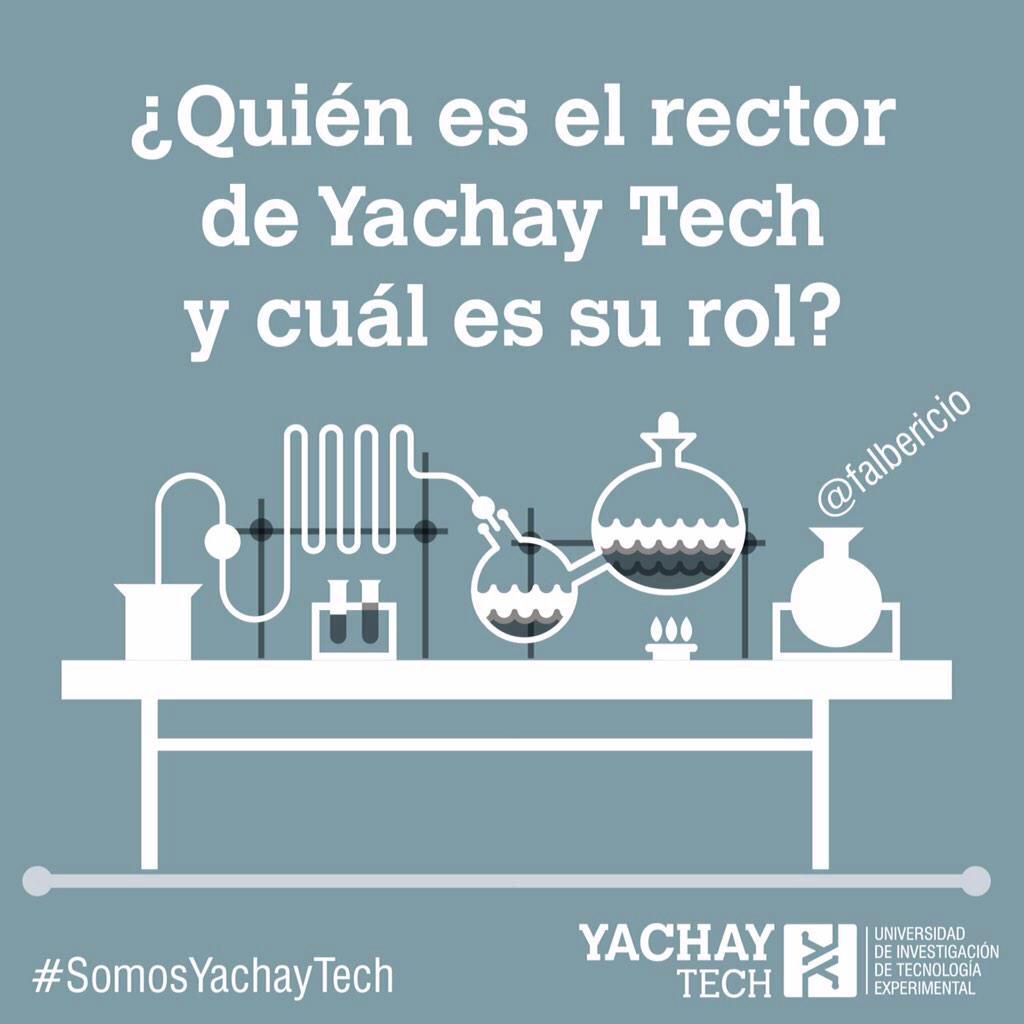 ¿Quién es el rector
de Yachay Tech
y cuál es su rol?
@falbericio
#SomosYachayTech
YACHAY
TECH
UNIVERSIDAD
DE INVESTIGACIÓN
DE TECNOLOGÍA
EXPERIMENTAL